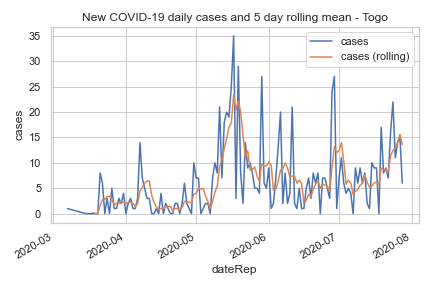 New COVID-19 daily cases and 5 day rolling mean - Togo
cases
cases (rolling)
35
30
25
20
15
10
5
0
cases
2020-03
2020-04
2020-05
2020-06
2020-07
2020-08
dateRep